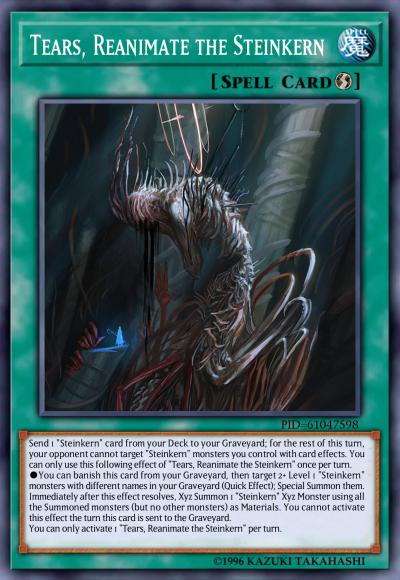 Tears, Reanimate the Steinkern
魔
[Spell Card]
PID=61047598
Send 1 "Steinkern" card from your Deck to your Graveyard; for the rest of this turn,
your opponent cannot target "Steinkern" monsters you control with card effects. You
can only use this following effect of "Tears, Reanimate the Steinkern" once per turn.
●You can banish this card from your Graveyard, then target 2+ Level 1 "Steinkern"
monsters with different names in your Graveyard (Quick Effect); Special Summon them.
Immediately after this effect resolves, Xyz Summon 1 "Steinkern" Xyz Monster using all
the Summoned monsters (but no other monsters) as Materials. You cannot activate
this effect the turn this card is sent to the Graveyard.
You can only activate 1 "Tears, Reanimate the Steinkern" per turn.
©1996 KAZUKI TAKAHASHI